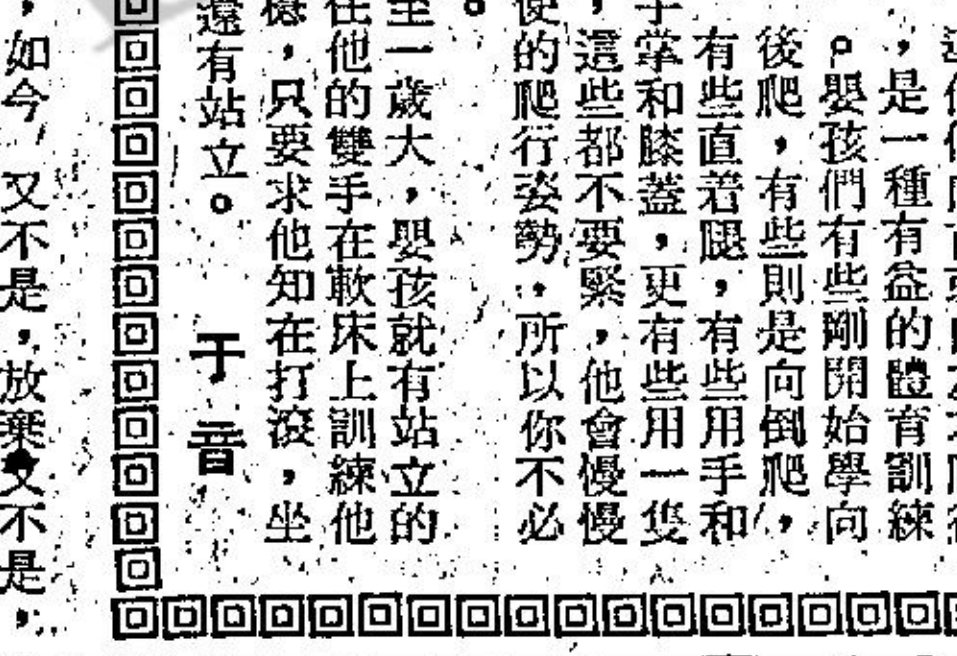 ，是一種有益的體育訓練
。嬰孩們有些剛開始學向
後爬，有些則是向倒爬，
有些直着腿，有些用手和
掌和膝蓋，更有些用一隻
，這些都不要緊，他會慢慢
的爬行姿勢，所以你不必
。
至一歲大，嬰孩就有站立的
他的雙手在軟床上訓練他
，只要求他知在打滾，坐
還有站立。
于音
，如今，又不是，放棄又不是，